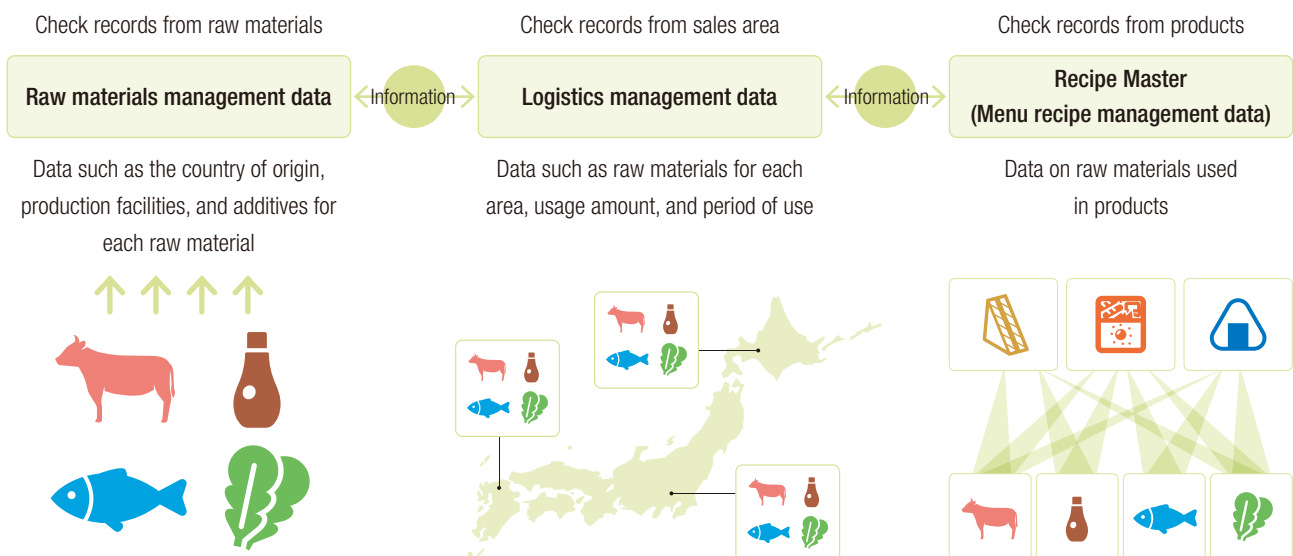 Check records from raw materials
Raw materials management data
Data such as the country of origin,
production facilities, and additives for
each raw material
Information
Check records from sales area
Logistics management data
Data such as raw materials for each
area, usage amount, and period of use
Information
Check records from products
Recipe Master
(Menu recipe management data)
Data on raw materials used
in products